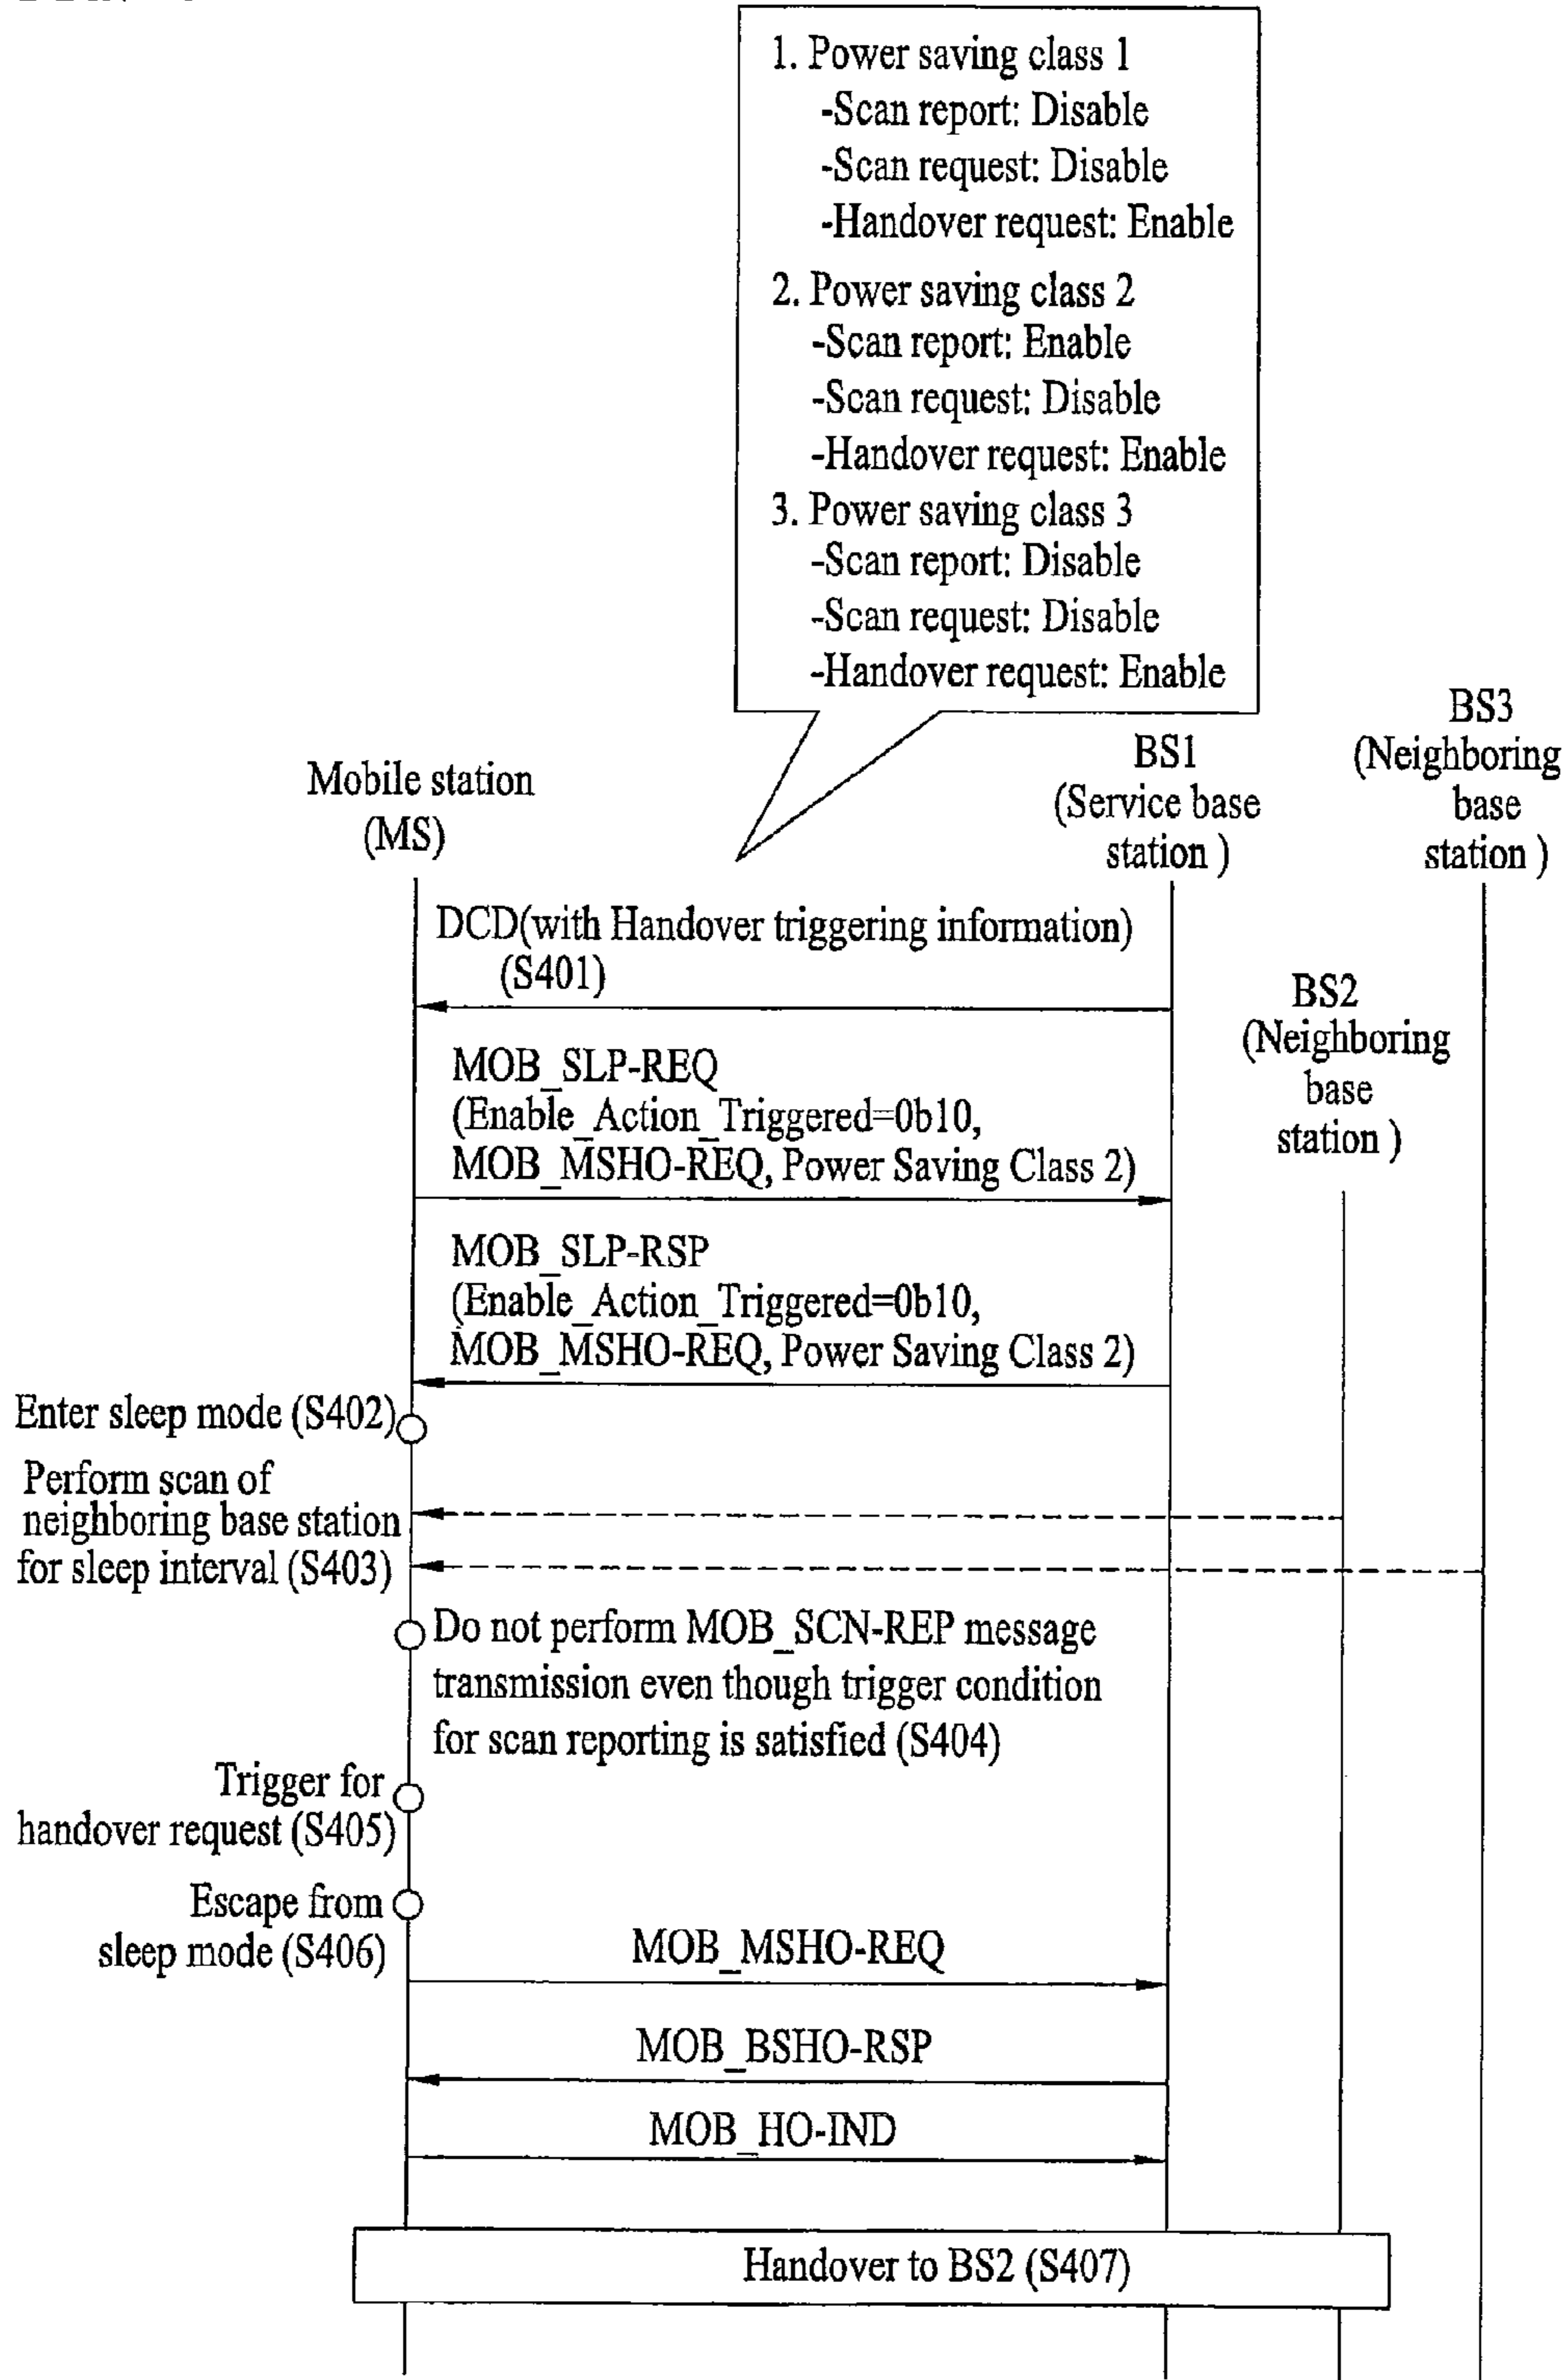 1. Power saving class 1
-Scan report: Disable
-Scan request: Disable
-Handover request: Enable
2. Power saving class 2
-Scan report: Enable
-Scan request: Disable
-Handover request: Enable
3. Power saving class 3
-Scan report: Disable
-Scan request: Disable
-Handover request: Enable
Mobile station
(MS)
BS1
(Service base
station )
BS3
(Neighboring
base
station )
DCD(with Handover triggering information)
(S401)
BS2
(Neighboring
base
station )
MOB_SLP-REQ
(Enable_Action_Triggered=0b10,
MOB_MSHO-REQ, Power Saving Class 2)
MOB_SLP-RSP
(Enable_Action_Triggered=0b10,
MOB_MSHO-REQ, Power Saving Class 2)
Enter sleep mode (S402)
Perform scan of
neighboring base station
for sleep interval (S403)
Do not perform MOB_SCN-REP message
transmission even though trigger condition
for scan reporting is satisfied (S404)
Trigger for
handover request (S405)
Escape from
sleep mode (S406)
MOB_MSHO-REQ
MOB_BSHO-RSP
MOB_HO-IND
Handover to BS2 (S407)